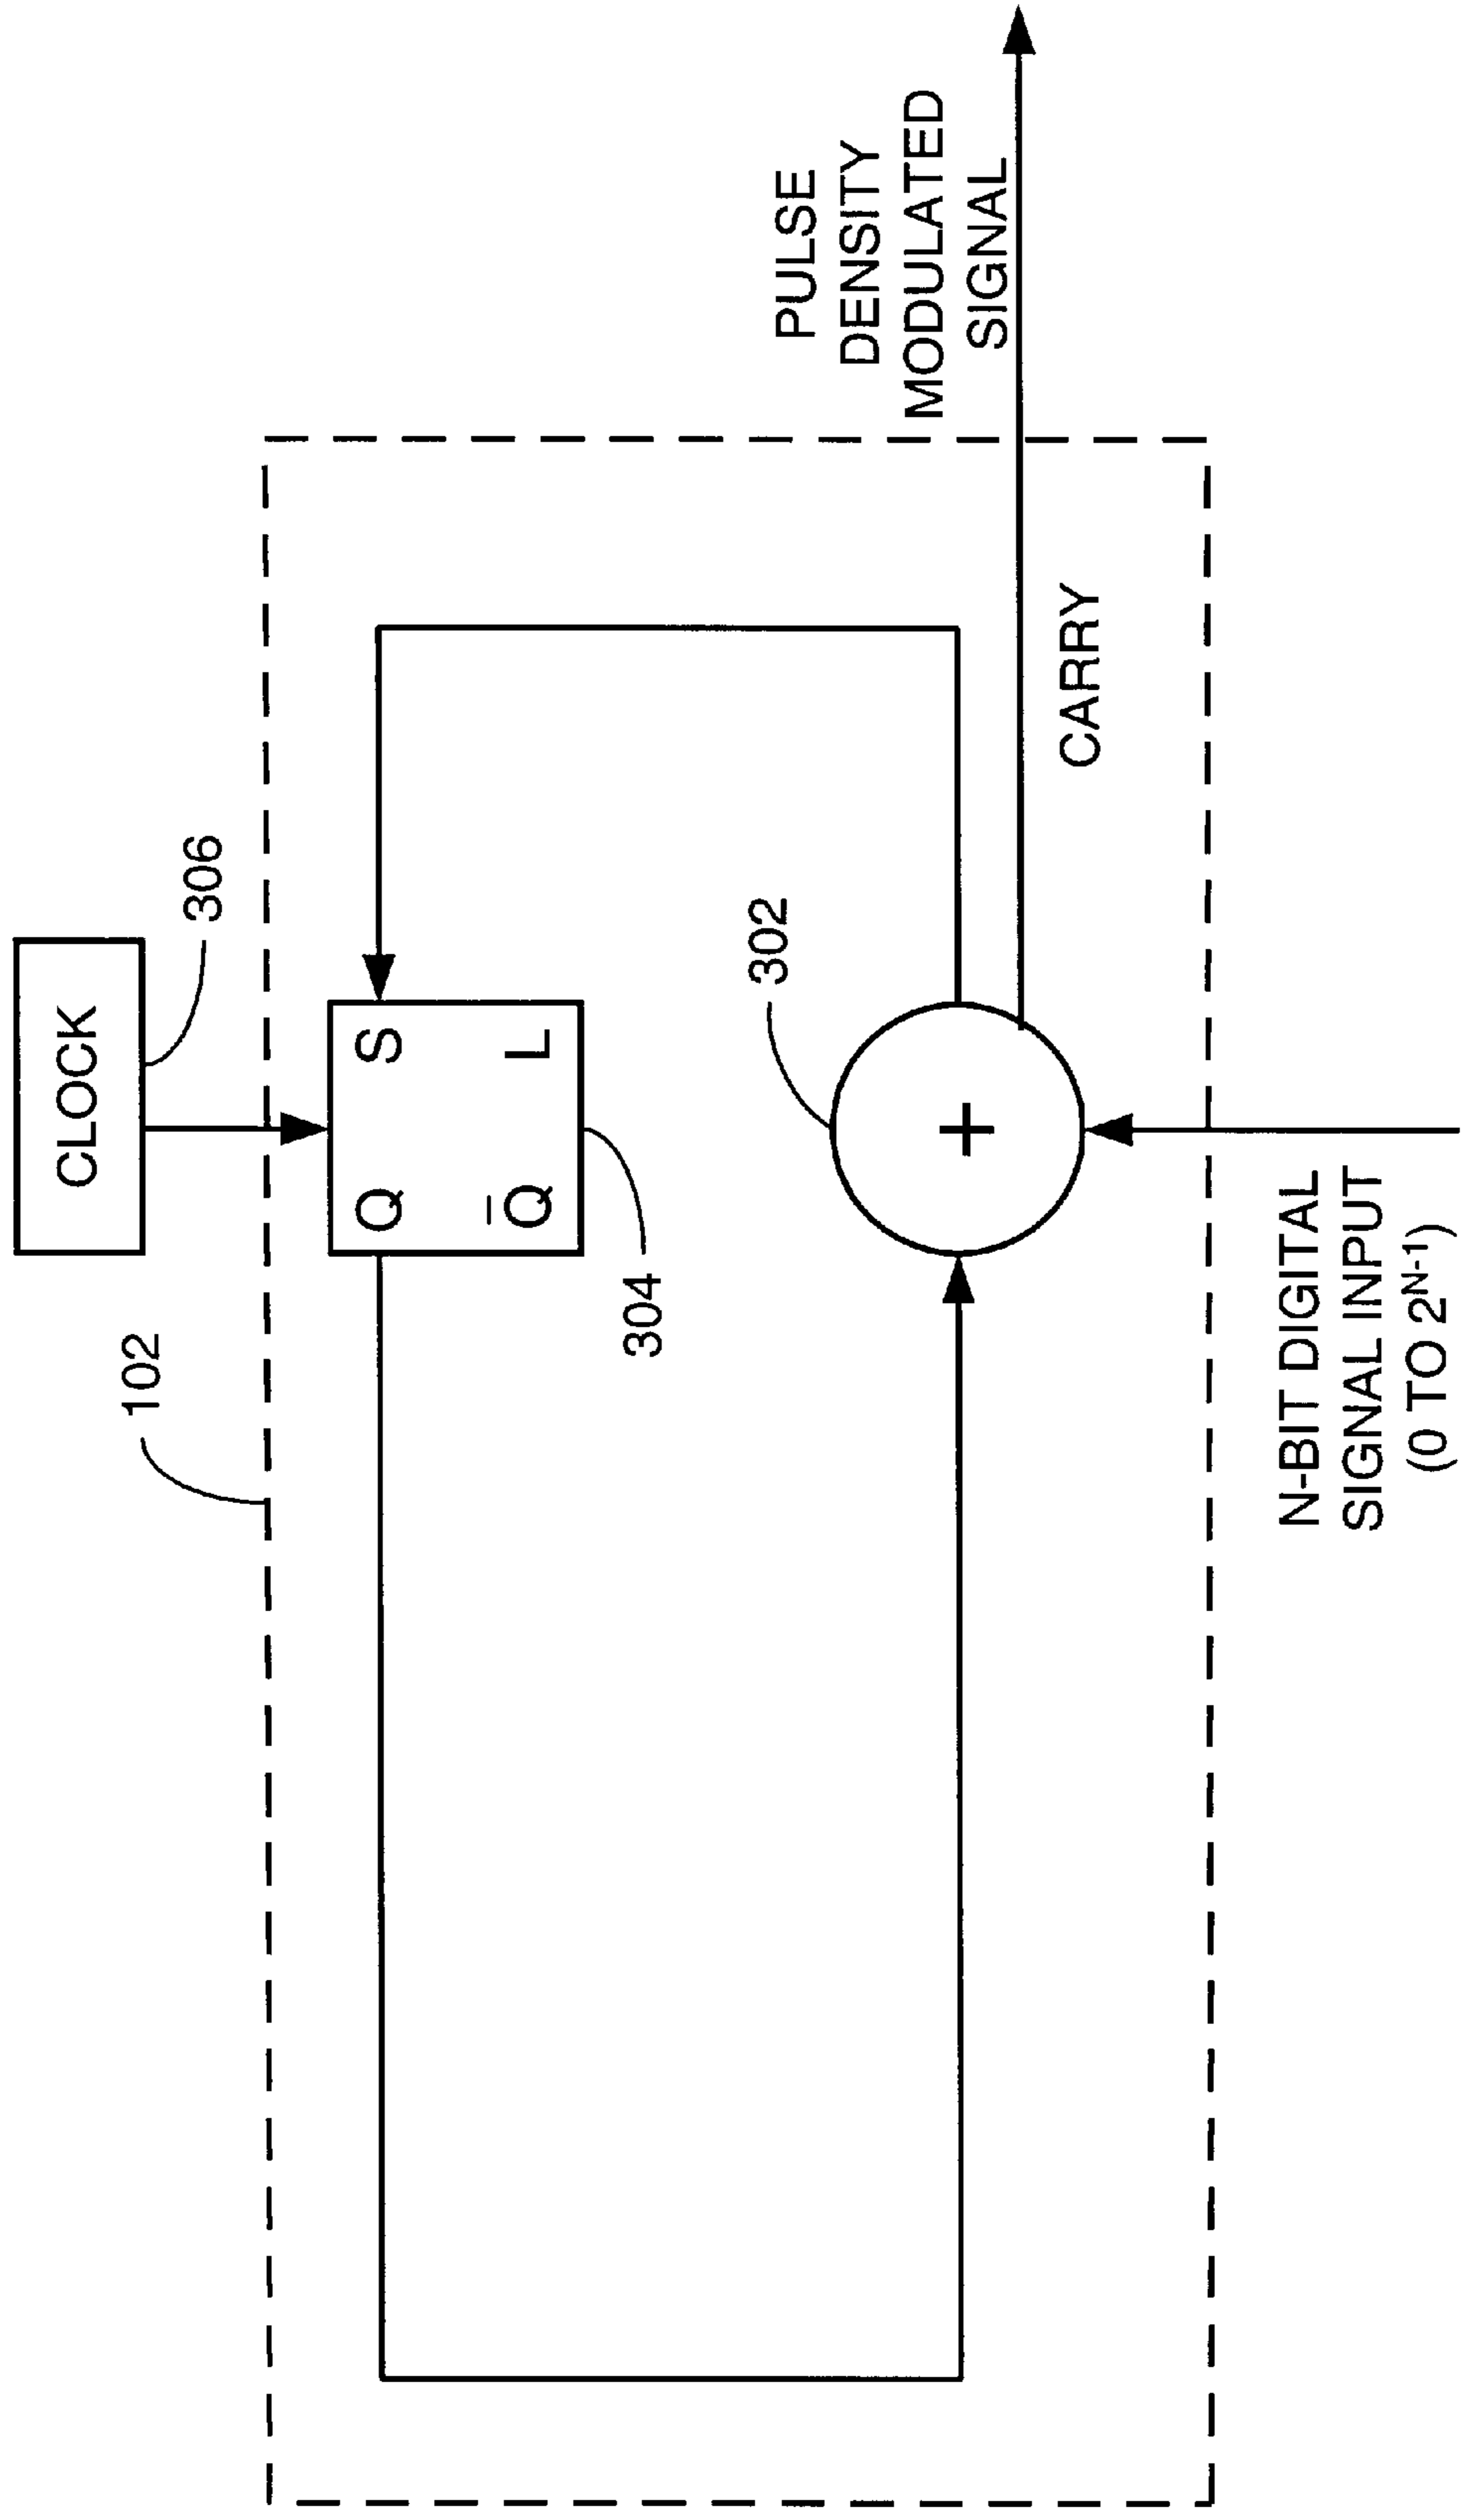 CLOCK
306
102
Q
S
Q̅
L
304
302
PULSE
DENSITY
MODULATED
SIGNAL
+
CARRY
N-BIT DIGITAL
SIGNAL INPUT
(0 TO 2ᴺ⁻¹)